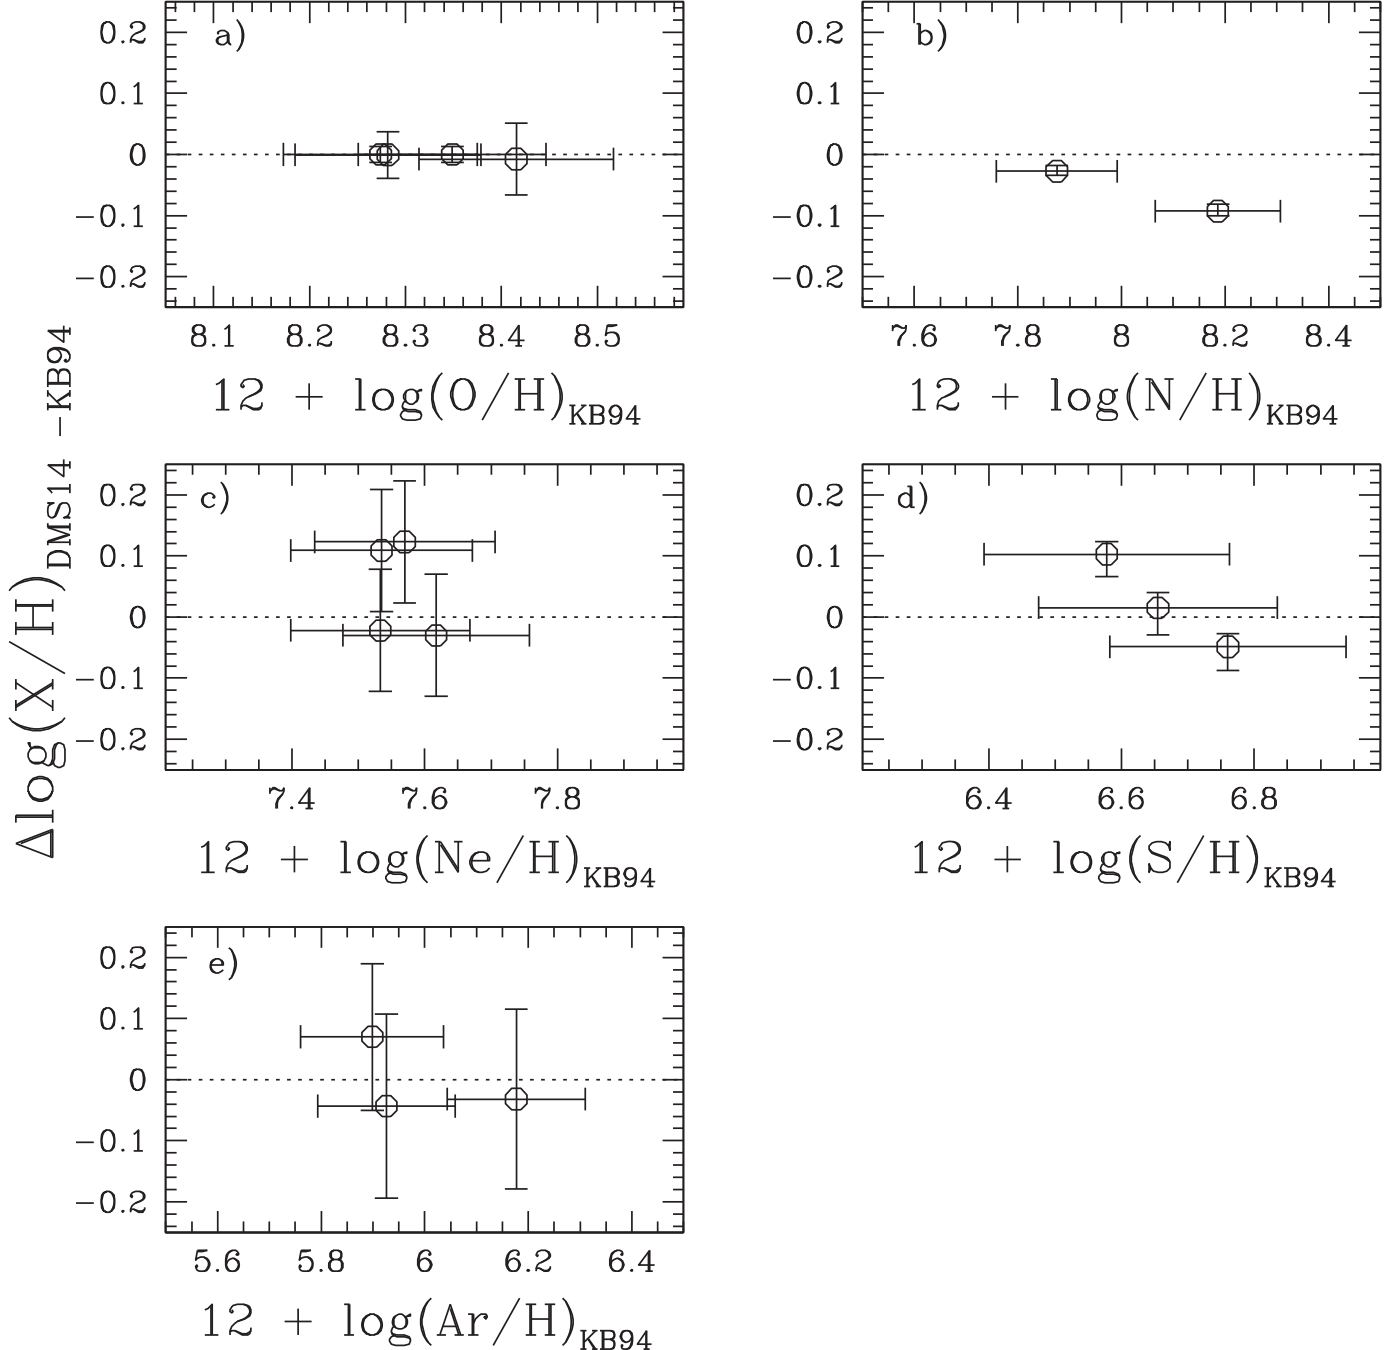 a)
0.2
0.1
0
−0.1
−0.2
8.1 8.2 8.3 8.4 8.5
12 + log(O/H)KB94
b)
0.2
0.1
0
−0.1
−0.2
7.6 7.8 8 8.2 8.4
12 + log(N/H)KB94
Δlog(X/H)DMS14 −KB94
c)
0.2
0.1
0
−0.1
−0.2
7.4 7.6 7.8
12 + log(Ne/H)KB94
d)
0.2
0.1
0
−0.1
−0.2
6.4 6.6 6.8
12 + log(S/H)KB94
e)
0.2
0.1
0
−0.1
−0.2
5.6 5.8 6 6.2 6.4
12 + log(Ar/H)KB94